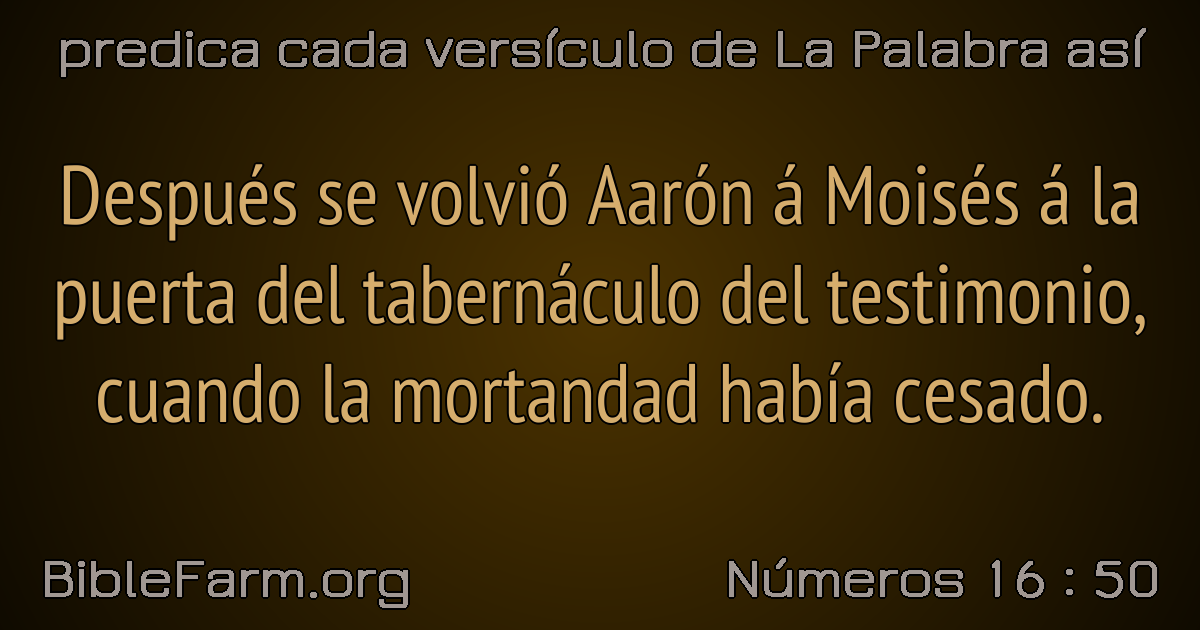 predica cada versículo de La Palabra así
Después se volvió Aarón á Moisés á la
puerta del tabernáculo del testimonio,
cuando la mortandad había cesado.
BibleFarm.org
Números 16 : 50